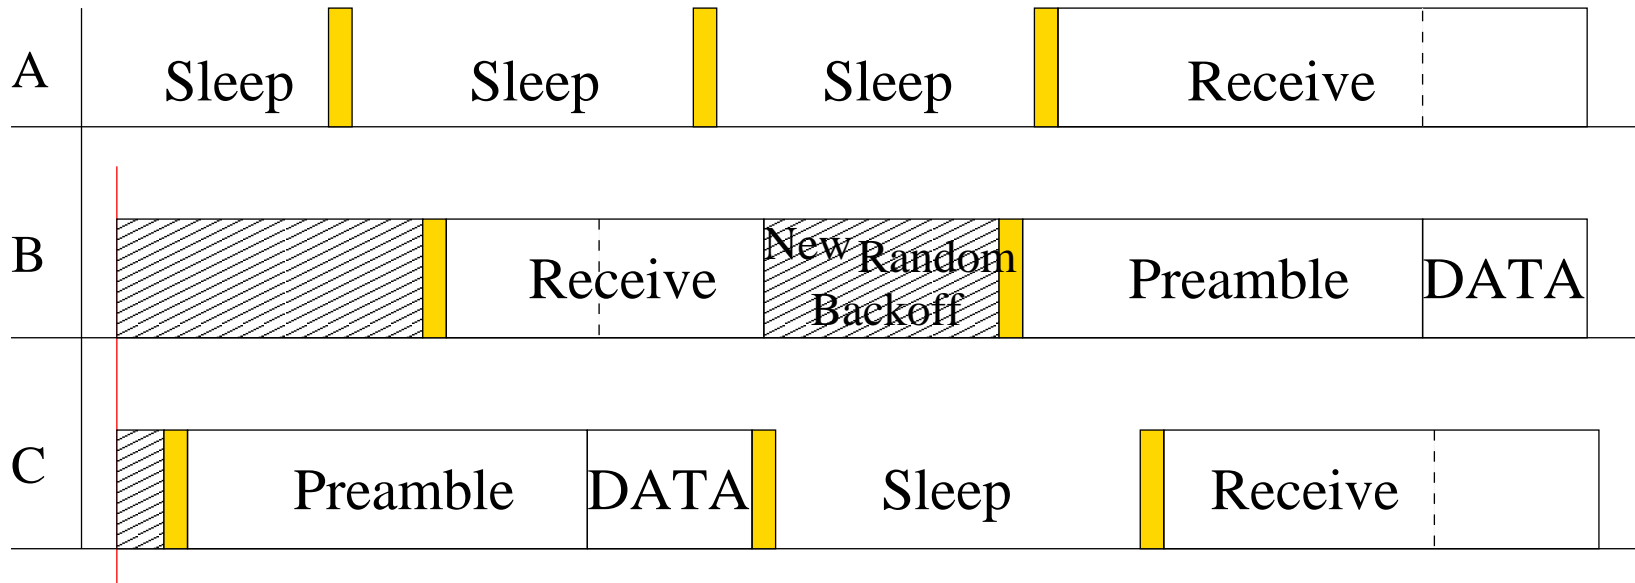 A
Sleep
Sleep
Sleep
Receive
B
Receive
New Random
Backoff
Preamble
DATA
C
Preamble
DATA
Sleep
Receive